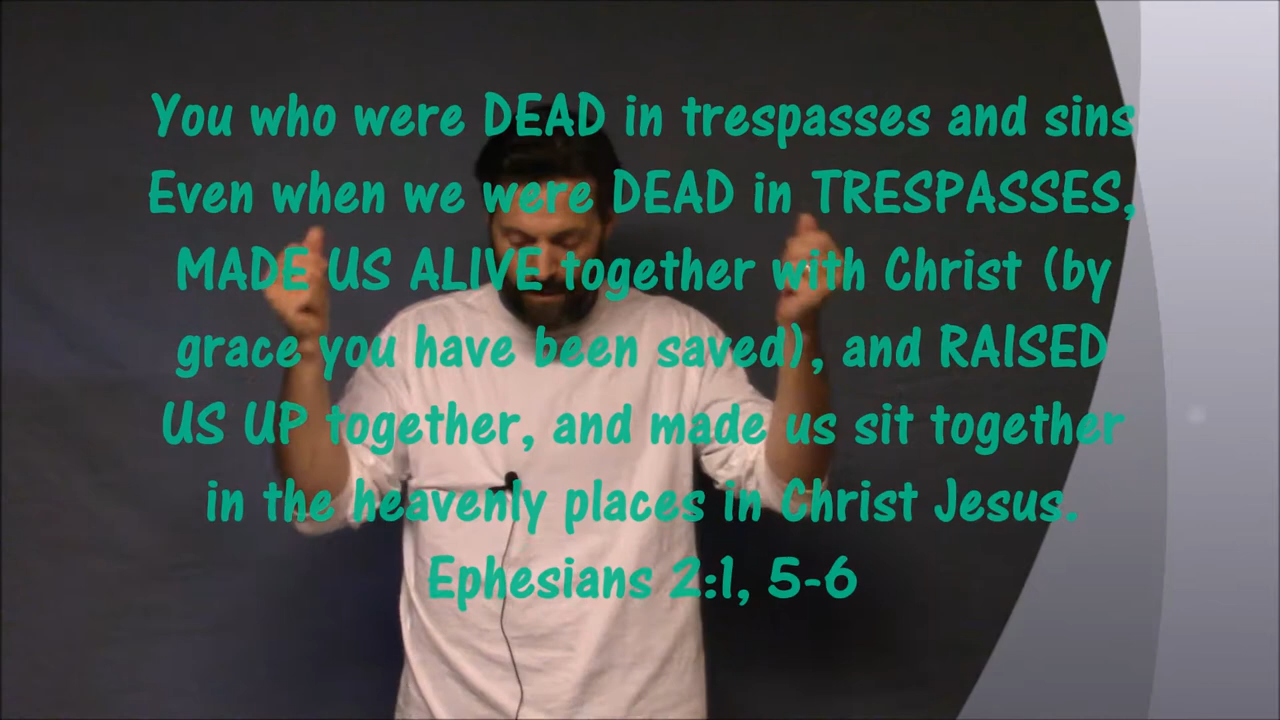 You who were DEAD in trespasses and sins
Even when we were DEAD in TRESPASSES,
MADE US ALIVE together with Christ (by
grace you have been saved), and RAISED
US UP together, and made us sit together
in the heavenly places in Christ Jesus.
Ephesians 2:1, 5-6